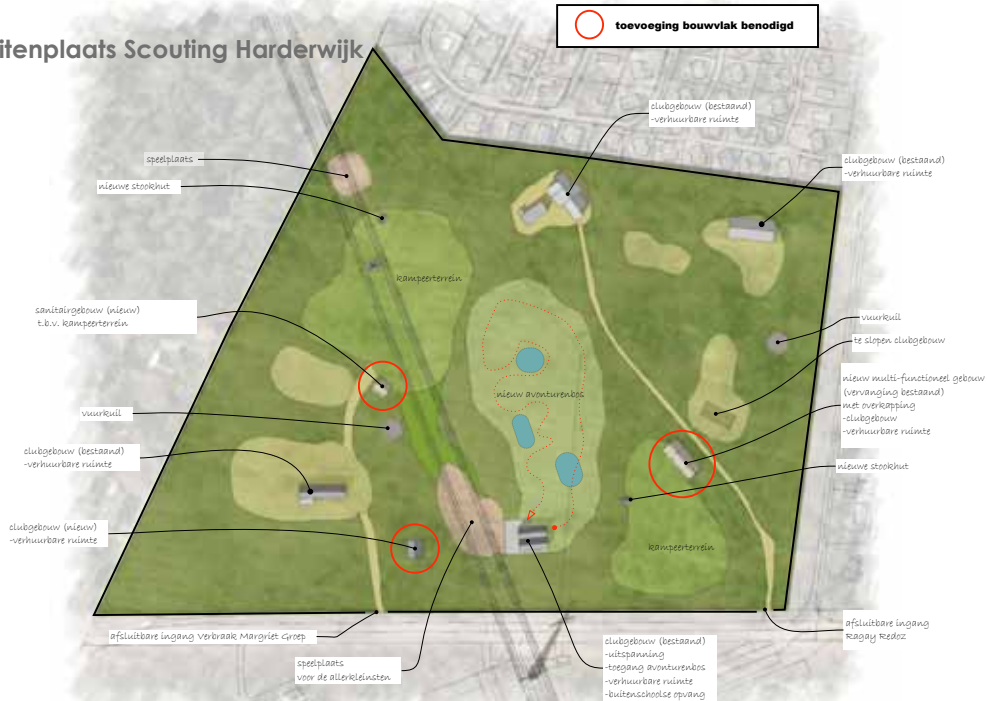 itenplaats Scouting Harderwijk
toevoeging bouwvlak benodigd
clubgebouw (bestaand)
-verhuurbare ruimte
speelplaats
nieuwe stookhut
clubgebouw (bestaand)
-verhuurbare ruimte
kampeerterrein
sanitairgebouw (nieuw)
t.b.v. kampeerterrein
vuurkuil
te slopen clubgebouw
nieuw multi-functioneel gebouw
(vervanging bestaand)
met overkapping
-clubgebouw
-verhuurbare ruimte
nieuw avonturenbos
vuurkuil
clubgebouw (bestaand)
-verhuurbare ruimte
nieuwe stookhut
clubgebouw (nieuw)
-verhuurbare ruimte
kampeerterrein
afsluitbare ingang Verbraak Margriet Groep
afsluitbare ingang
Ragay Redoz
speelplaats
voor de allerkleinsten
clubgebouw (bestaand)
-uitspanning
-toegang avonturenbos
-verhuurbare ruimte
-buitenschoolse opvang